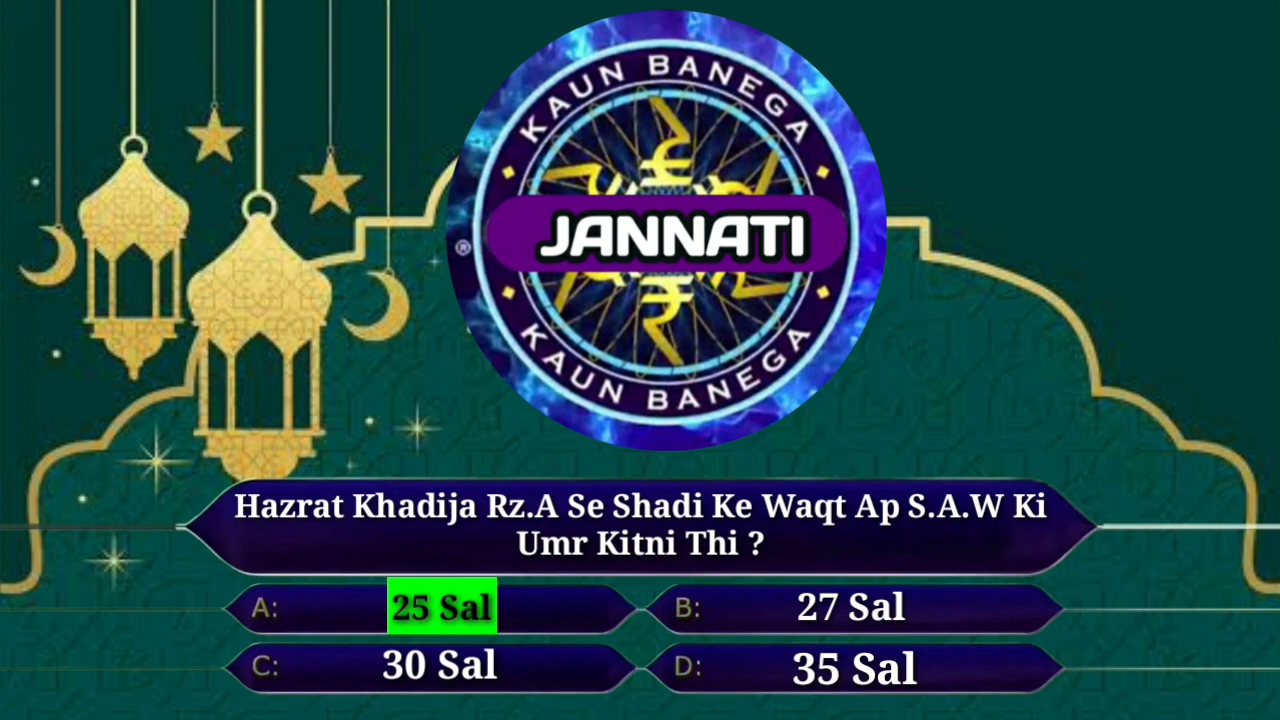 KAUN BANEGA
JANNATI
®
KAUN BANEGA
Hazrat Khadija Rz.A Se Shadi Ke Waqt Ap S.A.W Ki
Umr Kitni Thi ?
A: 25 Sal
B: 27 Sal
C: 30 Sal
D: 35 Sal